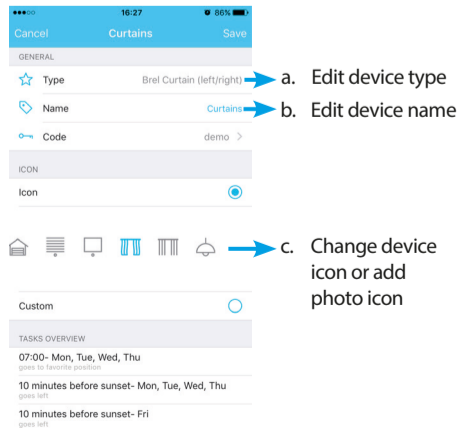 16:27 86%
Cancel Curtains Save
GENERAL
Type Brel Curtain (left/right) a. Edit device type
Name Curtains b. Edit device name
Code demo >
ICON
Icon
c. Change device
icon or add
photo icon
Custom
TASKS OVERVIEW
07:00- Mon, Tue, Wed, Thu
goes to favorite position
10 minutes before sunset- Mon, Tue, Wed, Thu
goes left
10 minutes before sunset- Fri
goes left